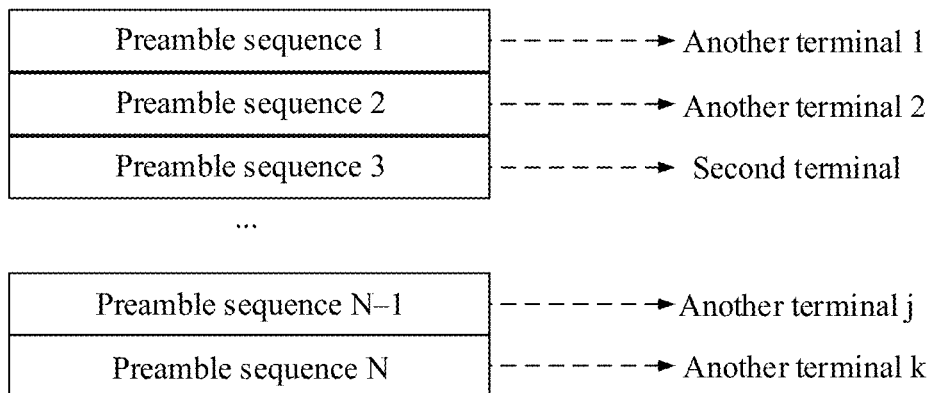 Preamble sequence 1 Another terminal 1
Preamble sequence 2 Another terminal 2
Preamble sequence 3 Second terminal
...
Preamble sequence N–1 Another terminal j
Preamble sequence N Another terminal k